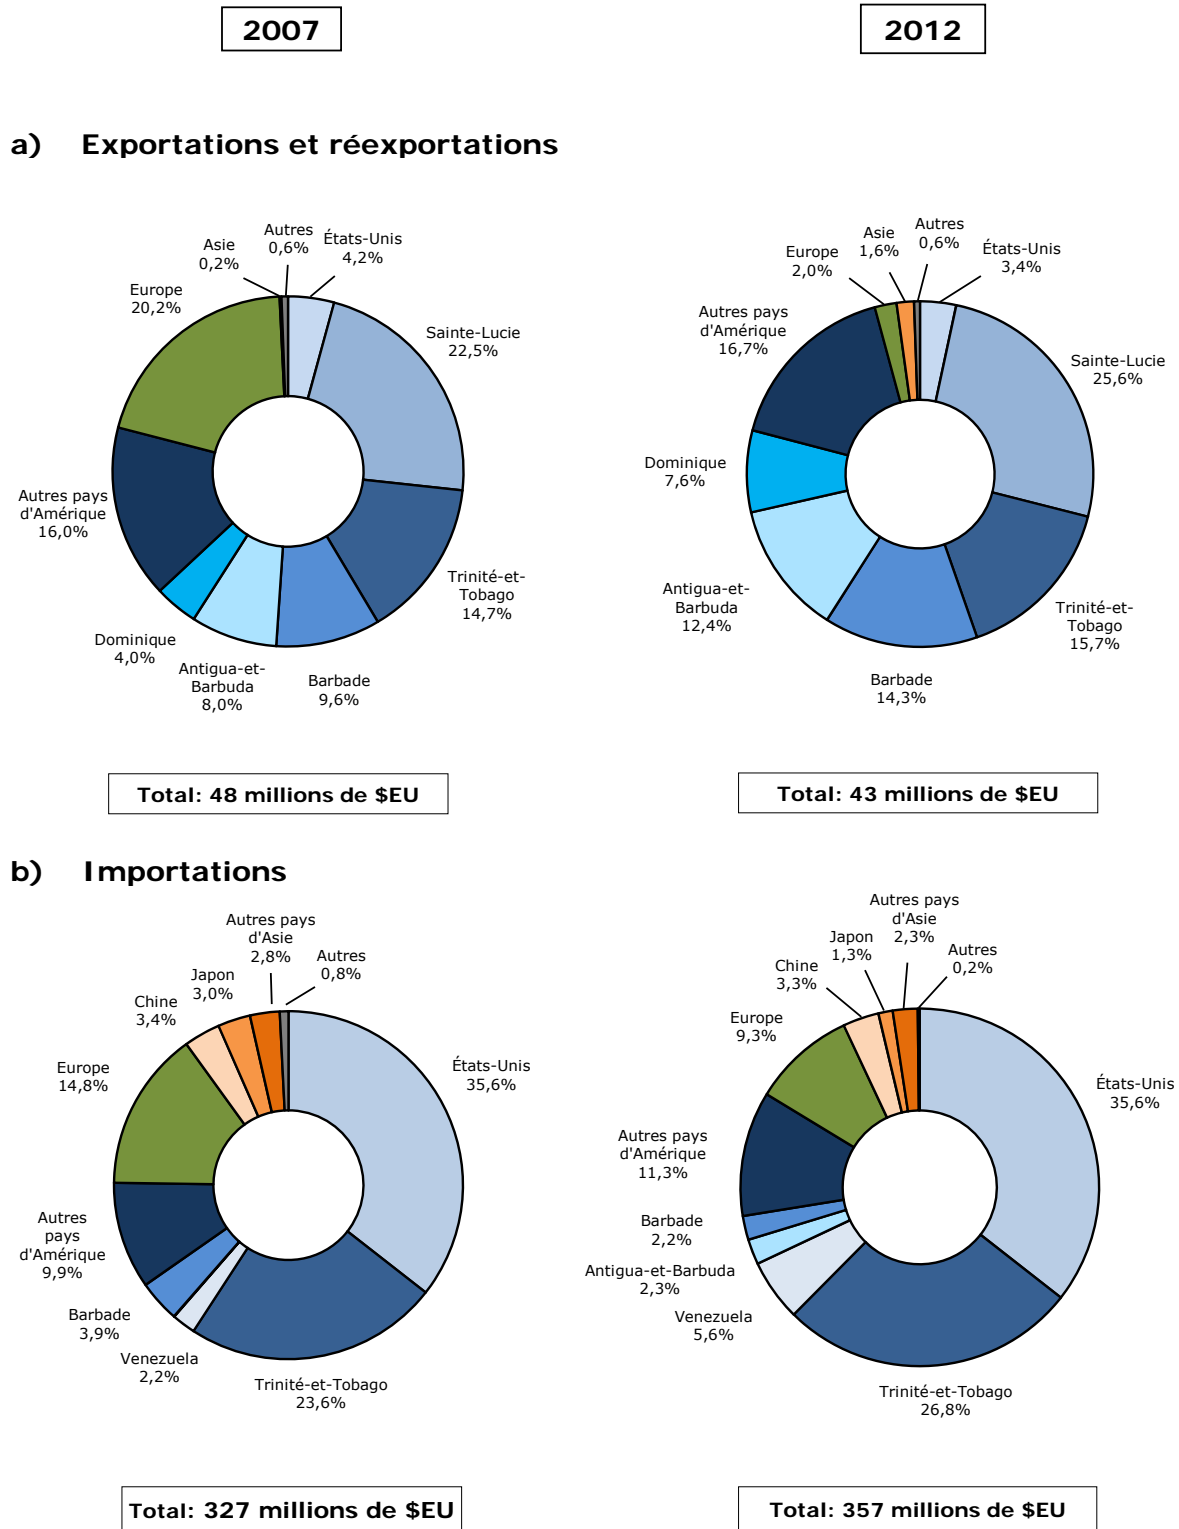 2007
2012
a) Exportations et réexportations
Autres
0,6%
Asie
0,2%
États-Unis
4,2%
Europe
20,2%
Sainte-Lucie
22,5%
Autres pays
d'Amérique
16,0%
Trinité-et-
Tobago
14,7%
Dominique
4,0%
Antigua-et-
Barbuda
8,0%
Barbade
9,6%
Autres
0,6%
Asie
1,6%
Europe
2,0%
États-Unis
3,4%
Autres pays
d'Amérique
16,7%
Sainte-Lucie
25,6%
Dominique
7,6%
Antigua-et-
Barbuda
12,4%
Trinité-et-
Tobago
15,7%
Barbade
14,3%
Total: 48 millions de $EU
Total: 43 millions de $EU
b) Importations
Autres pays
d'Asie
2,8%
Autres
0,8%
Japon
3,0%
Chine
3,4%
Europe
14,8%
États-Unis
35,6%
Autres
pays
d'Amérique
9,9%
Barbade
3,9%
Venezuela
2,2%
Trinité-et-Tobago
23,6%
Autres pays
d'Asie
2,3%
Japon
1,3%
Autres
0,2%
Chine
3,3%
Europe
9,3%
États-Unis
35,6%
Autres pays
d'Amérique
11,3%
Barbade
2,2%
Antigua-et-Barbuda
2,3%
Venezuela
5,6%
Trinité-et-Tobago
26,8%
Total: 327 millions de $EU
Total: 357 millions de $EU